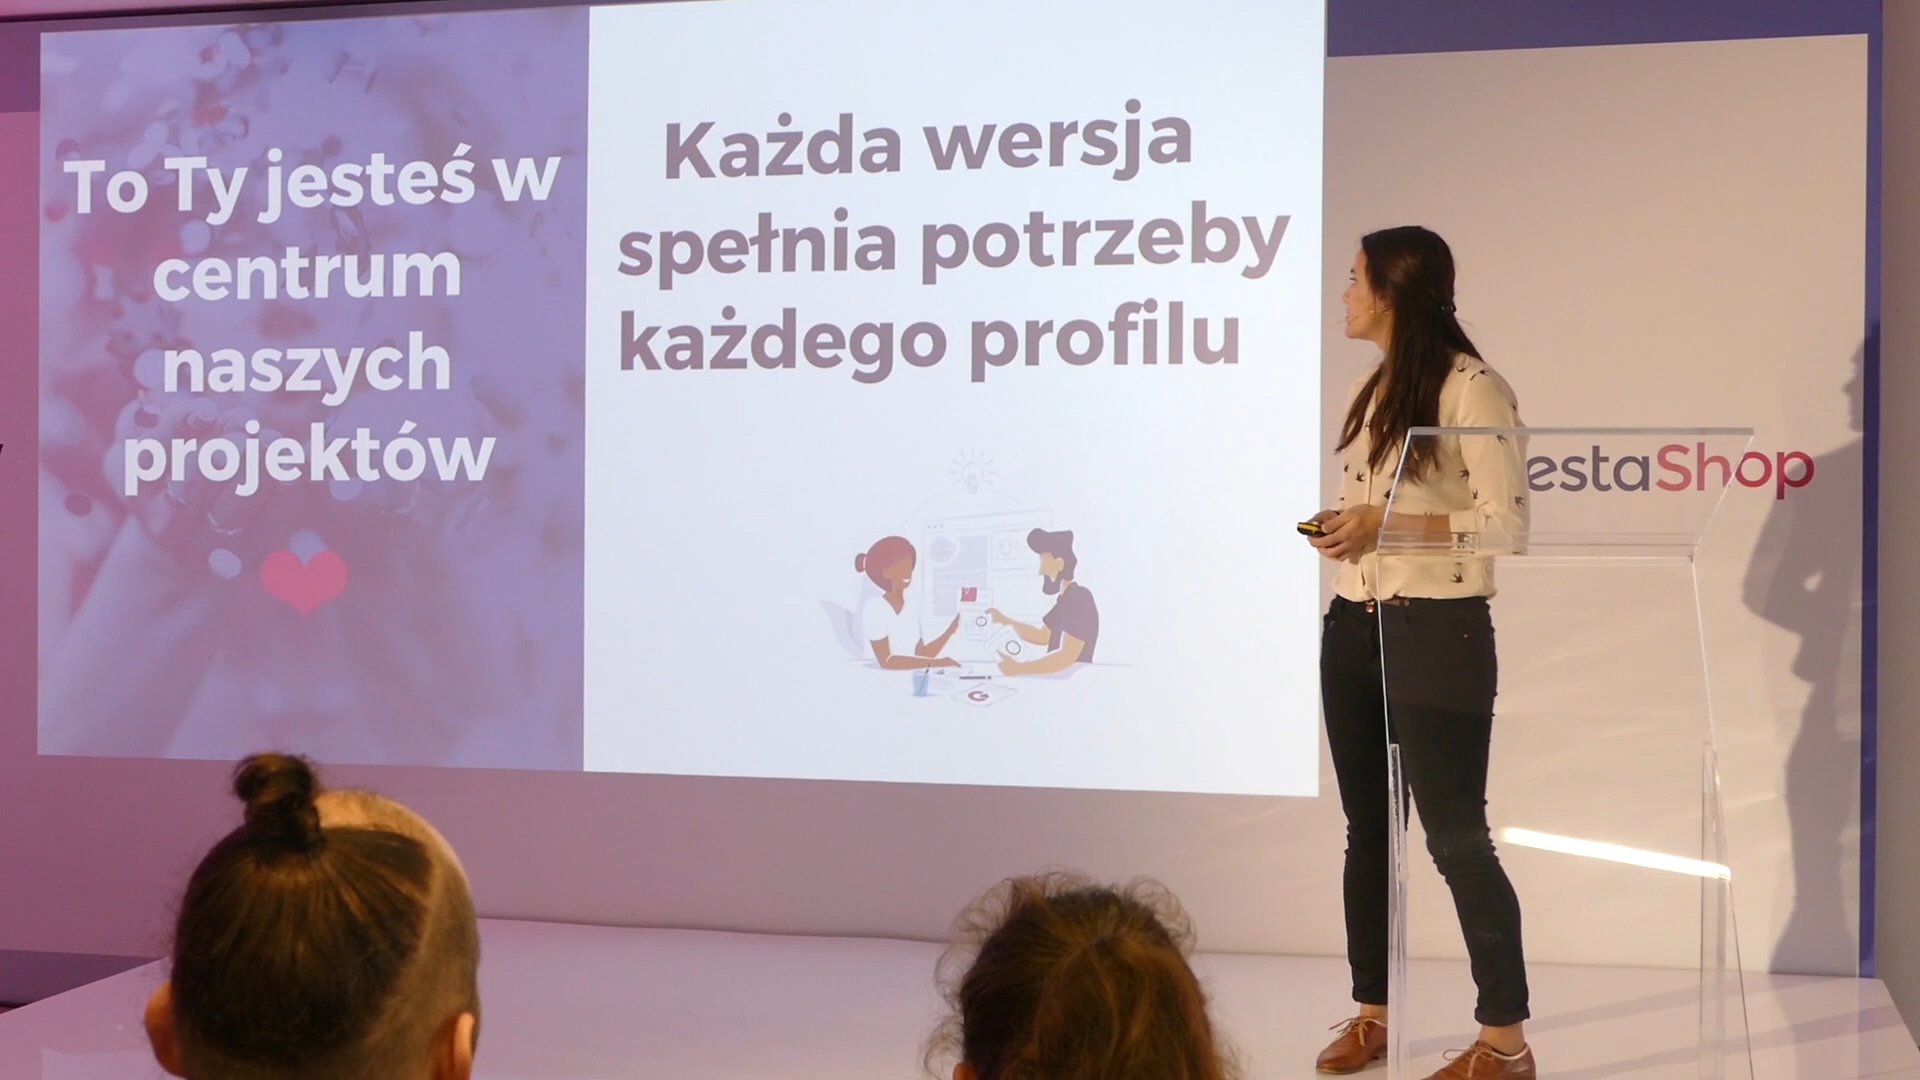 To Ty jesteś w
centrum
naszych
projektów
Każda wersja
spełnia potrzeby
każdego profilu
estaShop